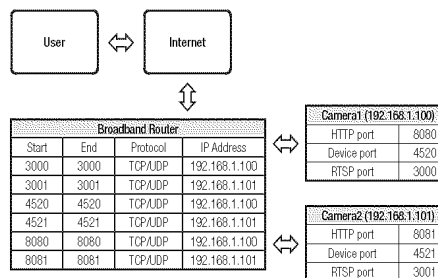 User
Internet
Broadband Router
Start End Protocol IP Address
3000 3000 TCP/UDP 192.168.1.100
3001 3001 TCP/UDP 192.168.1.101
4520 4520 TCP/UDP 192.168.1.100
4521 4521 TCP/UDP 192.168.1.101
8080 8080 TCP/UDP 192.168.1.100
8081 8081 TCP/UDP 192.168.1.101
Camera1 (192.168.1.100)
HTTP port 8080
Device port 4520
RTSP port 3000
Camera2 (192.168.1.101)
HTTP port 8081
Device port 4521
RTSP port 3001